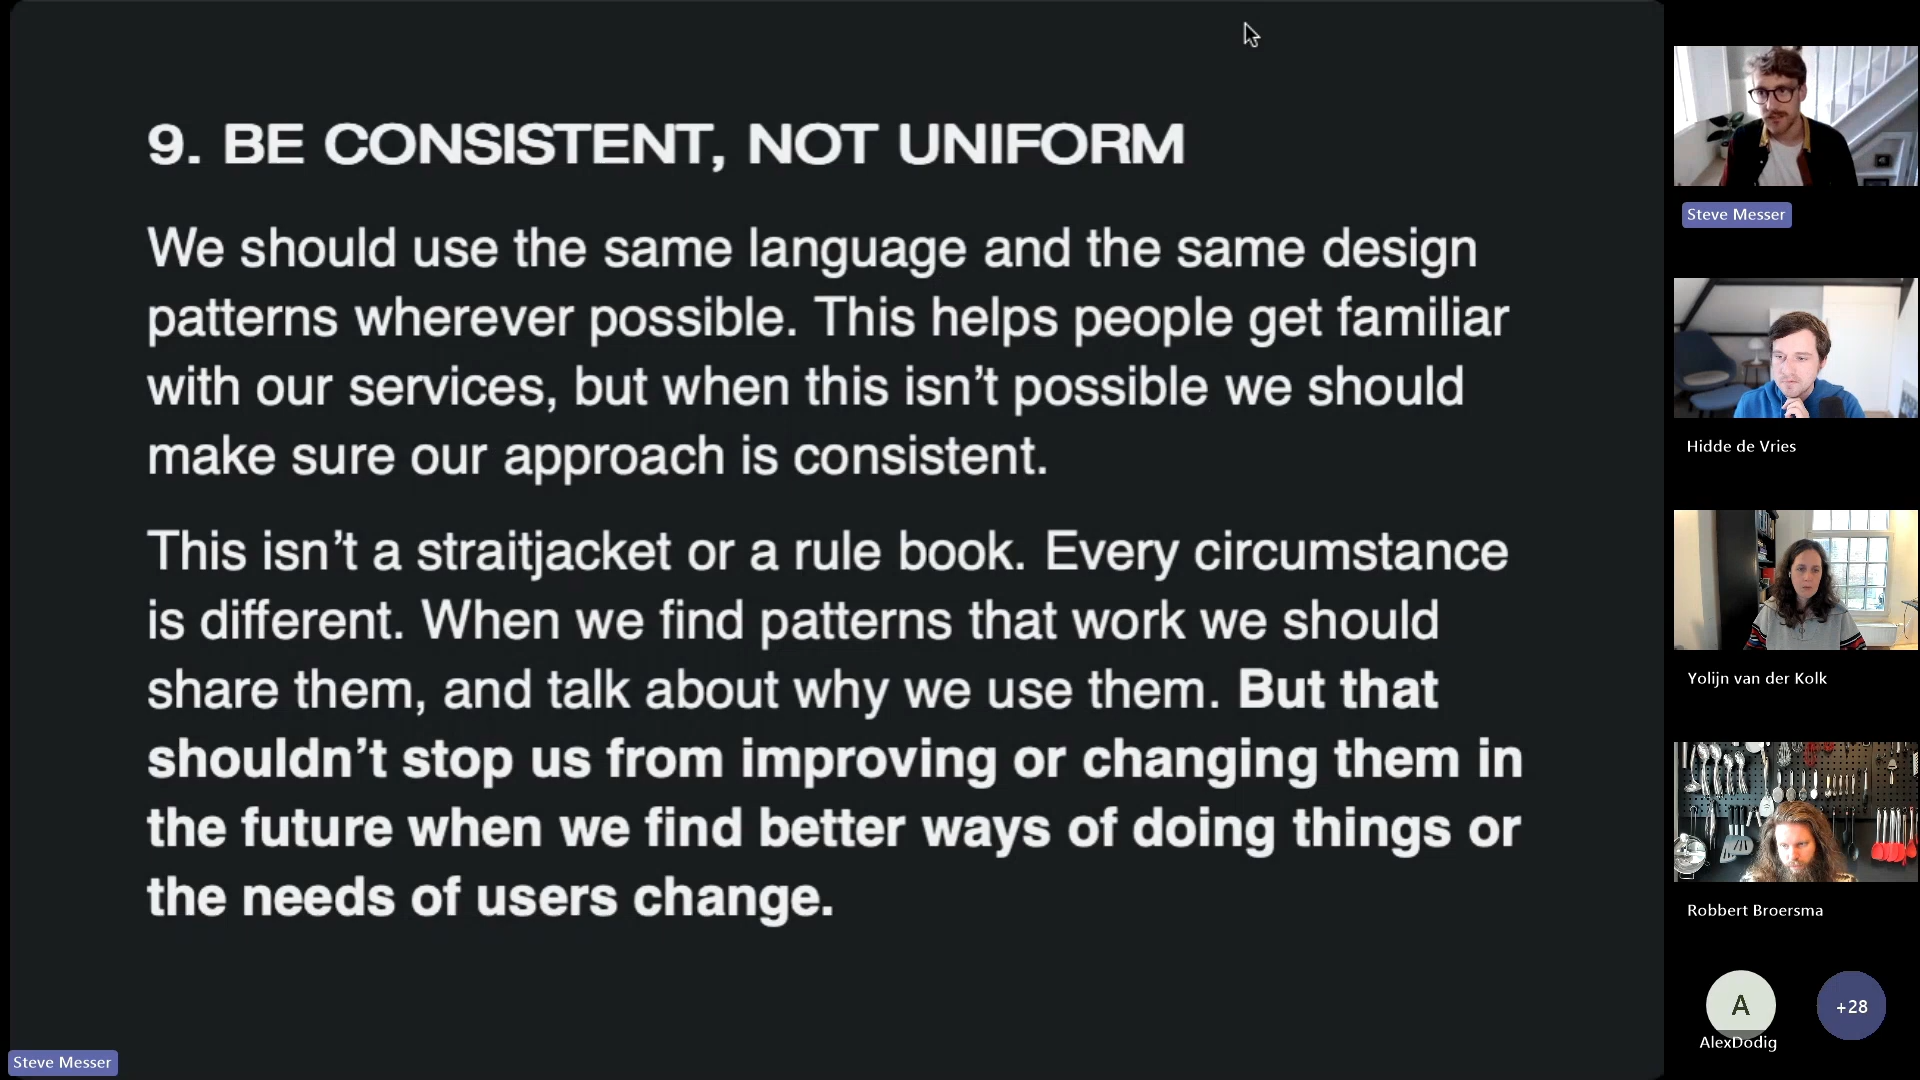 9. BE CONSISTENT, NOT UNIFORM
We should use the same language and the same design
patterns wherever possible. This helps people get familiar
with our services, but when this isn’t possible we should
make sure our approach is consistent.
This isn’t a straitjacket or a rule book. Every circumstance
is different. When we find patterns that work we should
share them, and talk about why we use them. But that
shouldn’t stop us from improving or changing them in
the future when we find better ways of doing things or
the needs of users change.
Steve Messer
Steve Messer
Hidde de Vries
Yolijn van der Kolk
Robbert Broersma
A
+28
AlexDodig